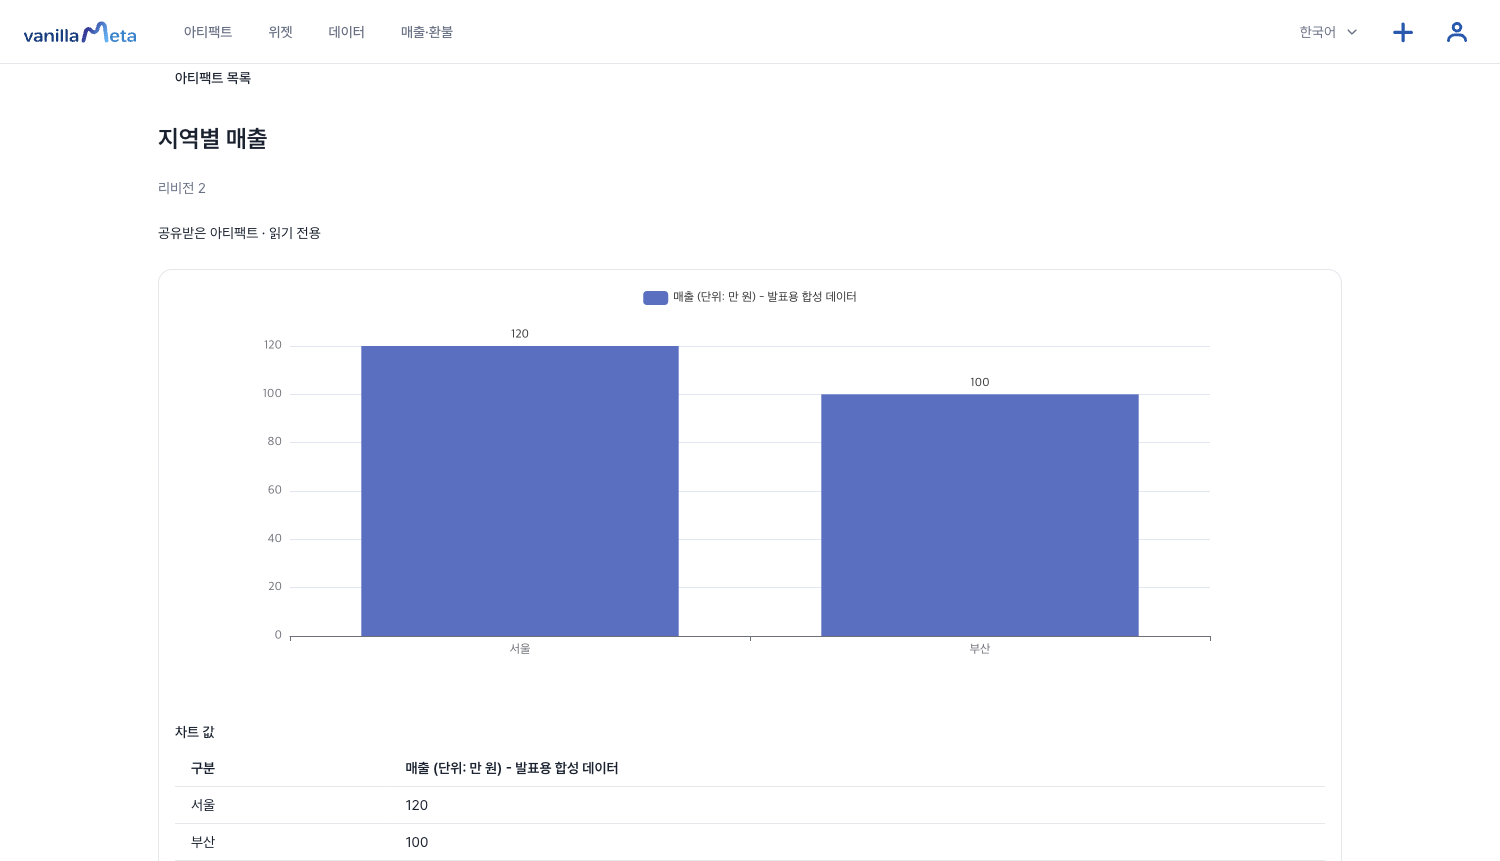 vanilla Meta
아티팩트 위젯 데이터 매출·환불 한국어
아티팩트 목록
지역별 매출
리비전 2
공유받은 아티팩트 · 읽기 전용
매출 (단위: 만 원) - 발표용 합성 데이터
120
100
120
100
80
60
40
20
0
서울 부산
차트 값
구분 매출 (단위: 만 원) - 발표용 합성 데이터
서울 120
부산 100